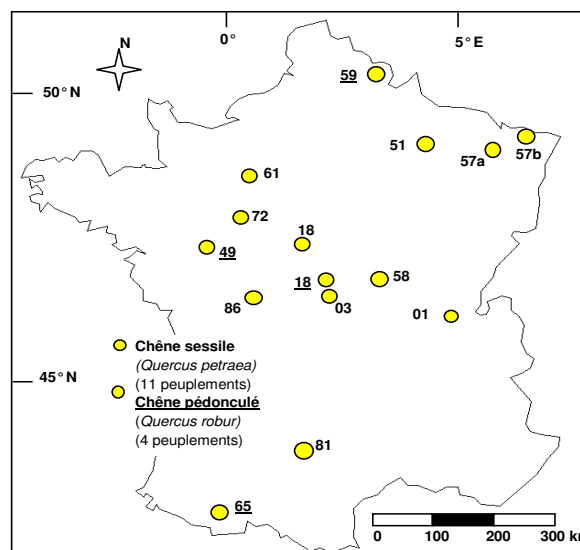 N
0°
5°E
50°N
59
51
57a
57b
61
72
18
49
18
58
86
03
01
Chêne sessile
(Quercus petraea)
(11 peuplements)
45°N
Chêne pédonculé
(Quercus robur)
(4 peuplements)
81
65
0 100 200 300 km